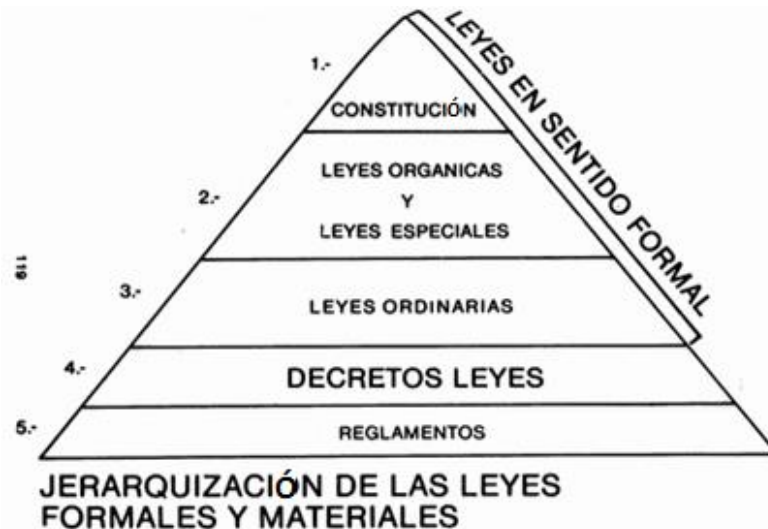 1.-
CONSTITUCIÓN
LEYES EN SENTIDO FORMAL
2.-
LEYES ORGANICAS
Y
LEYES ESPECIALES
119
3.-
LEYES ORDINARIAS
4.-
DECRETOS LEYES
5.-
REGLAMENTOS
JERARQUIZACIÓN DE LAS LEYES
FORMALES Y MATERIALES